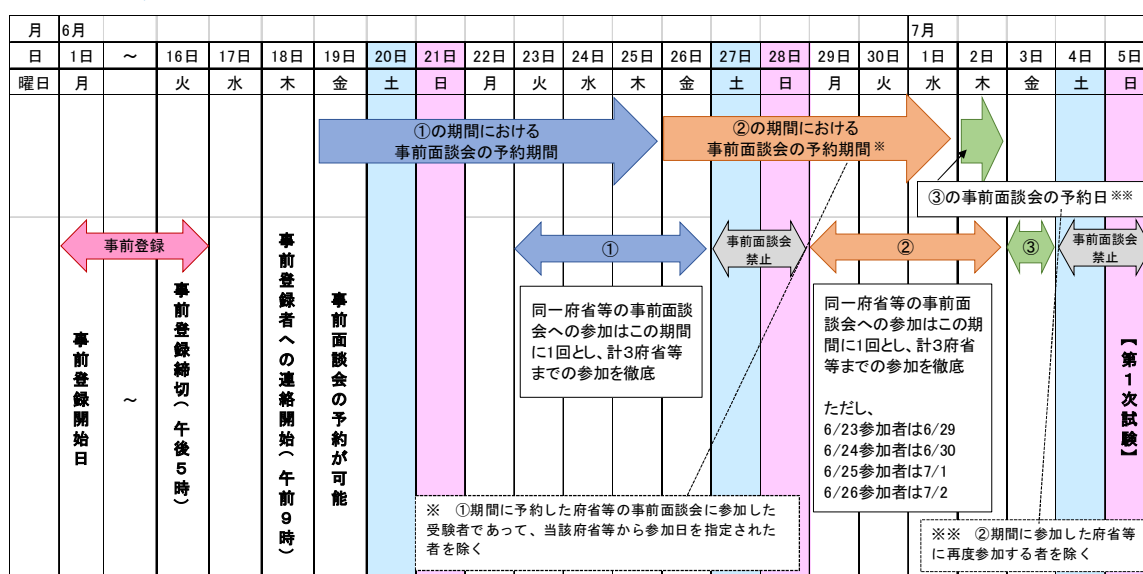 月 6月 7月
日 1日 ～ 16日 17日 18日 19日 20日 21日 22日 23日 24日 25日 26日 27日 28日 29日 30日 1日 2日 3日 4日 5日
曜日 月 火 水 木 金 土 日 月 火 水 木 金 土 日 月 火 水 木 金 土 日
①の期間における
事前面談会の予約期間
②の期間における
事前面談会の予約期間※
③の事前面談会の予約日※※
事前登録
①
事前面談会
禁止
②
③
事前面談会
禁止
事前登録開始日
～
事前登録締切（午後５時）
事前登録者への連絡開始（午前９時）
事前面談会の予約が可能
同一府省等の事前面談
会への参加はこの期間
に1回とし、計３府省等
までの参加を徹底
同一府省等の事前面
談会への参加はこの期
間に1回とし、計３府省
等までの参加を徹底
ただし、
6/23参加者は6/29
6/24参加者は6/30
6/25参加者は7/1
6/26参加者は7/2
【第１次試験】
※　①期間に予約した府省等の事前面談会に参加した
受験者であって、当該府省等から参加日を指定された
者を除く
※※　②期間に参加した府省等
に再度参加する者を除く